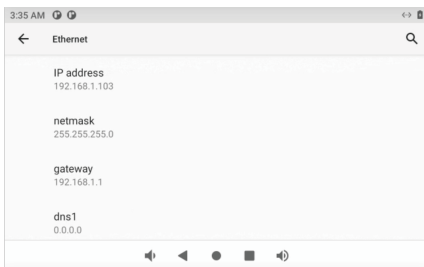 3:35 AM
Ethernet
IP address
192.168.1.103
netmask
255.255.255.0
gateway
192.168.1.1
dns1
0.0.0.0